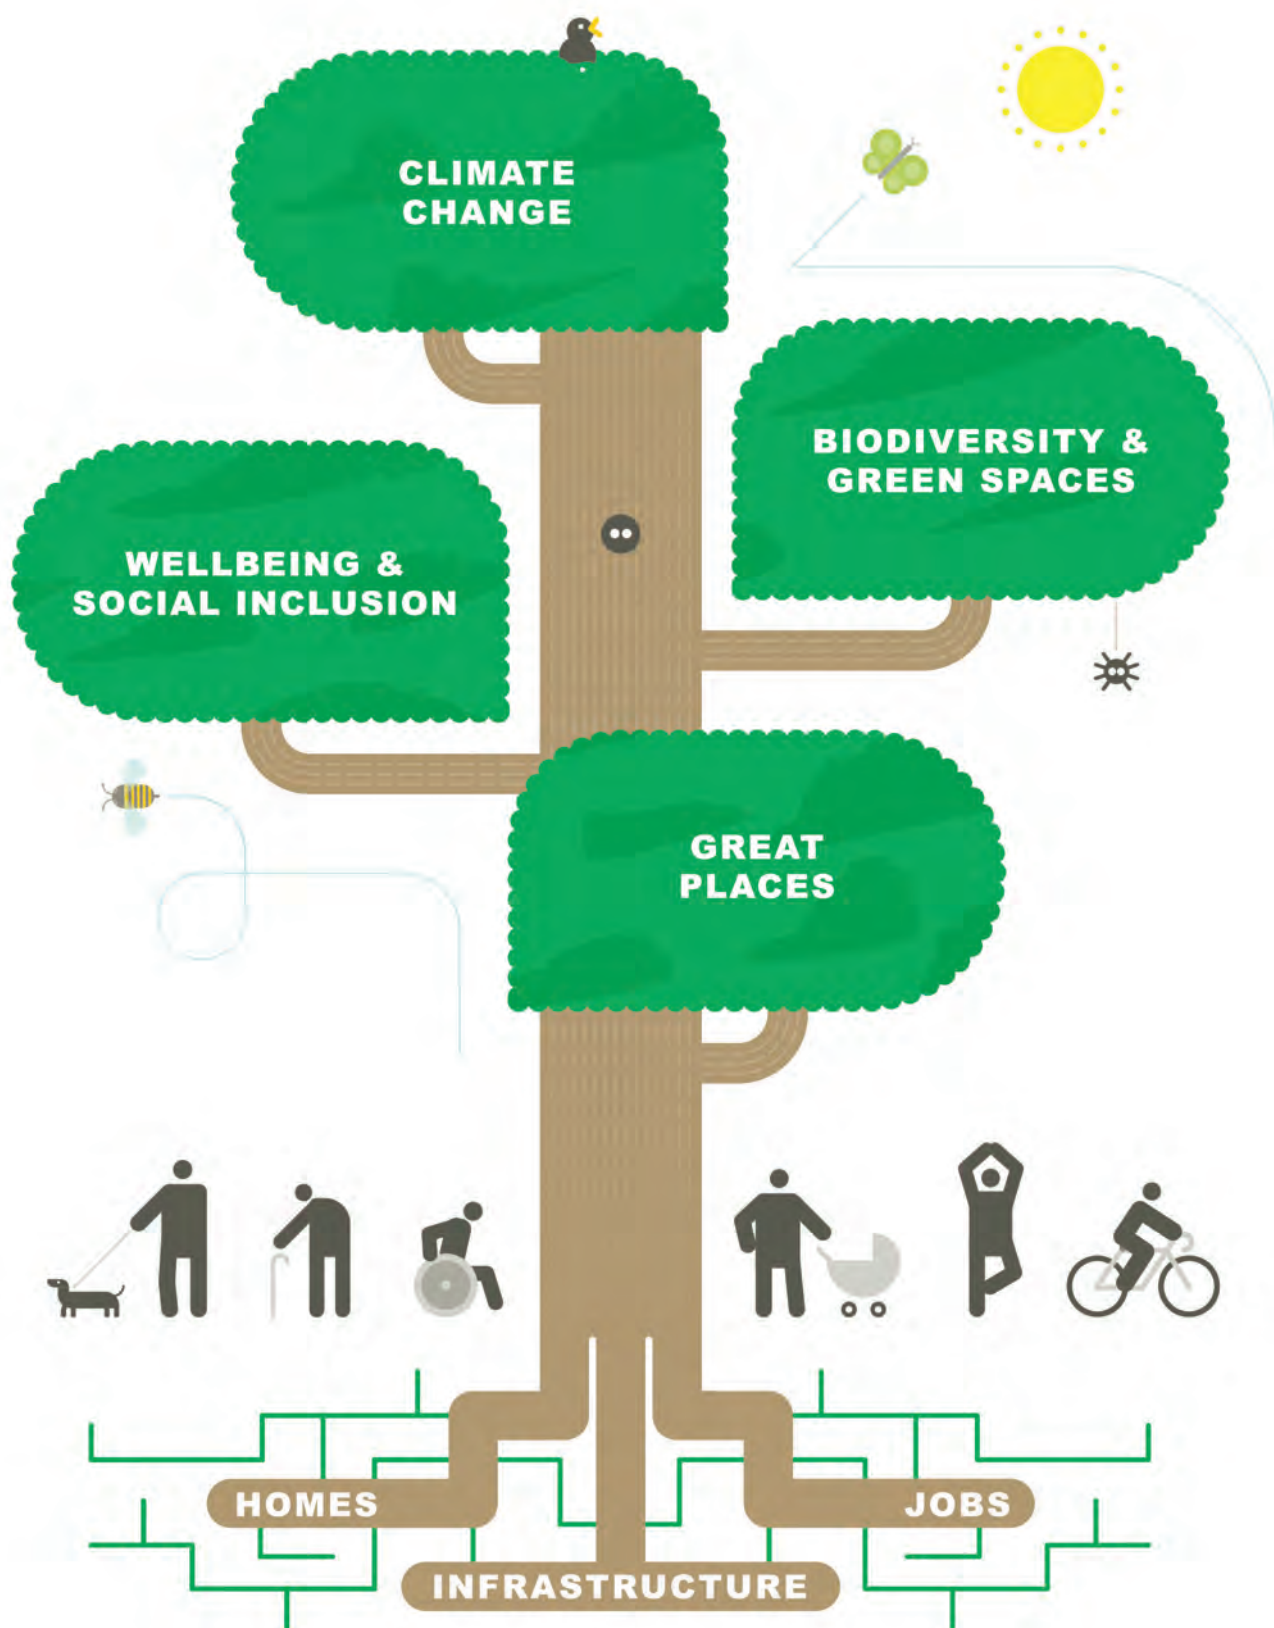 CLIMATE
CHANGE
BIODIVERSITY &
GREEN SPACES
WELLBEING &
SOCIAL INCLUSION
GREAT
PLACES
HOMES
JOBS
INFRASTRUCTURE